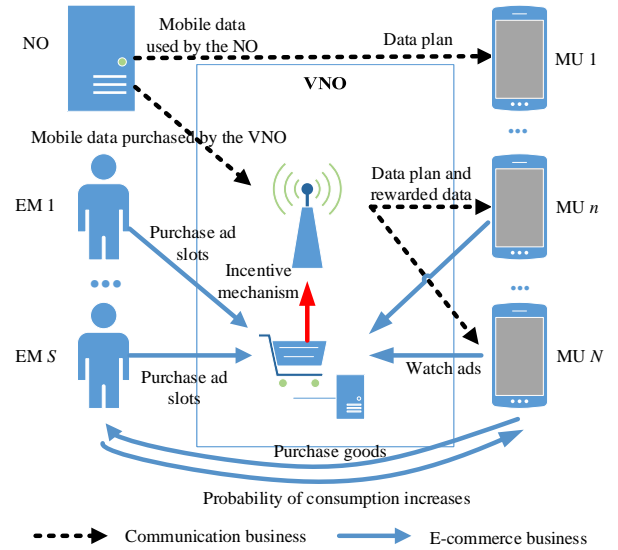 NO
Mobile data
used by the NO
Data plan
MU 1
VNO
Mobile data purchased by the VNO
Data plan and
rewarded data
EM 1
MU n
Purchase ad
slots
Incentive
mechanism
EM S
Purchase ad
slots
Watch ads
MU N
Purchase goods
Probability of consumption increases
Communication business
E-commerce business